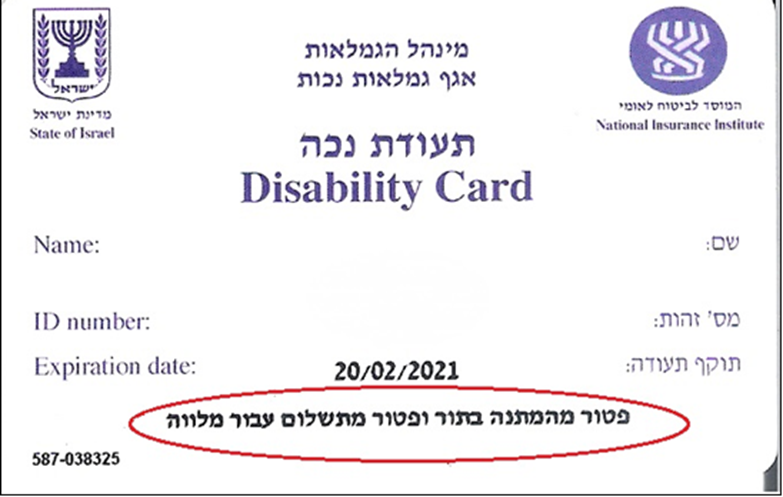 ישראל
מדינת ישראל
State of Israel
מינהל הגמלאות
אגף גמלאות נכות
המוסד לביטוח לאומי
National Insurance Institute
תעודת נכה
Disability Card
Name: שם:
ID number: מס' זהות:
Expiration date: 20/02/2021 תוקף תעודה:
פטור מהמתנה בתור ופטור מתשלום עבור מלווה
587-038325